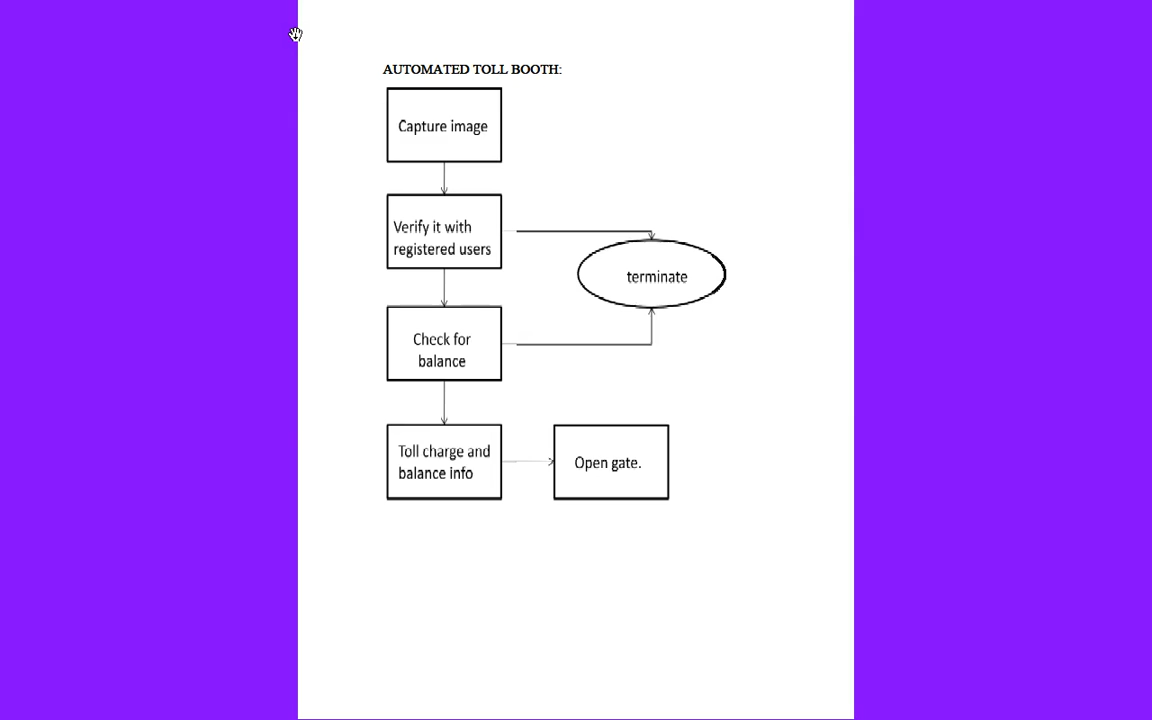 AUTOMATED TOLL BOOTH:
Capture image
Verify it with
registered users
terminate
Check for
balance
Toll charge and
balance info
Open gate.